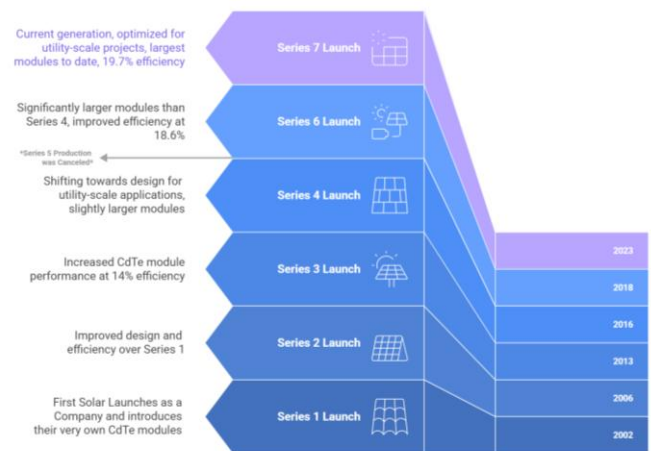 Current generation, optimized for
utility-scale projects, largest
modules to date, 19.7% efficiency
Series 7 Launch
Significantly larger modules than
Series 4, improved efficiency at
18.6%
Series 6 Launch
*Series 5 Production
was Canceled*
Shifting towards design for
utility-scale applications,
slightly larger modules
Series 4 Launch
Increased CdTe module
performance at 14% efficiency
Series 3 Launch
Improved design and
efficiency over Series 1
Series 2 Launch
First Solar Launches as a
Company and introduces
their very own CdTe modules
Series 1 Launch
2023
2018
2016
2013
2006
2002